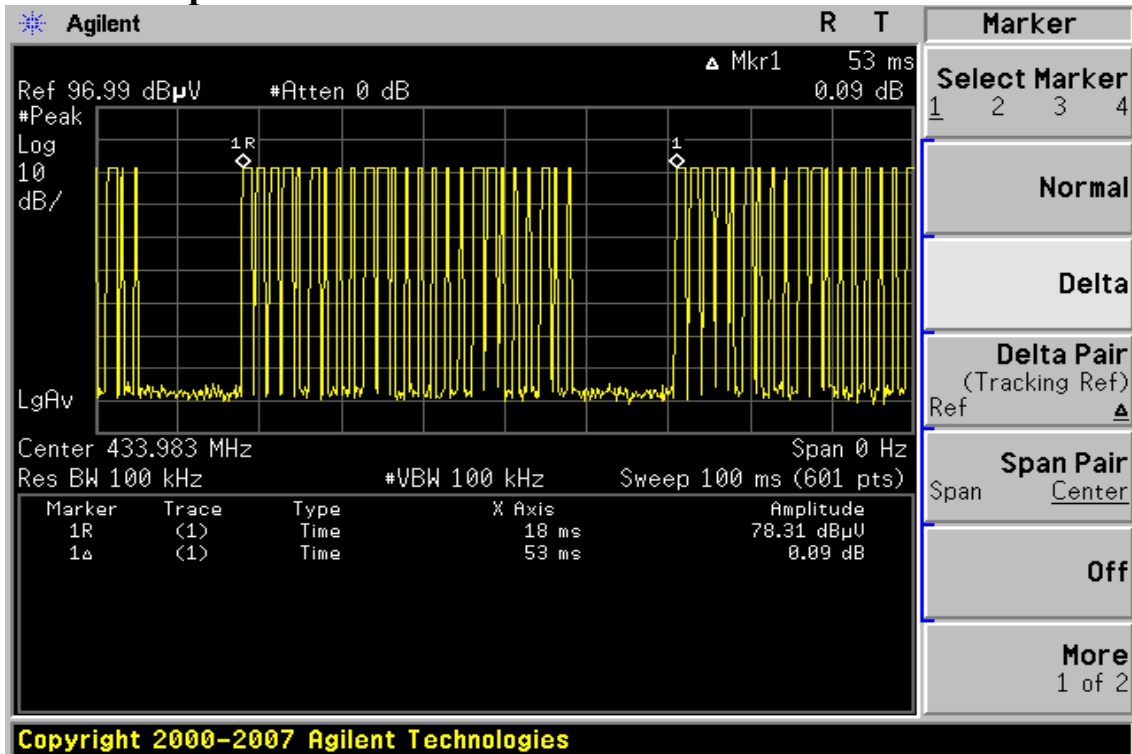 Agilent R T Marker
▵ Mkr1 53 ms
Ref 96.99 dBµV #Atten 0 dB 0.09 dB
#Peak
Log
10
dB/
1R 1
LgAv
Center 433.983 MHz Span 0 Hz
Res BW 100 kHz #VBW 100 kHz Sweep 100 ms (601 pts)
Marker Trace Type X Axis Amplitude
1R (1) Time 18 ms 78.31 dBµV
1▵ (1) Time 53 ms 0.09 dB
Select Marker
1 2 3 4
Normal
Delta
Delta Pair
(Tracking Ref)
Ref ▵
Span Pair
Span Center
Off
More
1 of 2
Copyright 2000-2007 Agilent Technologies